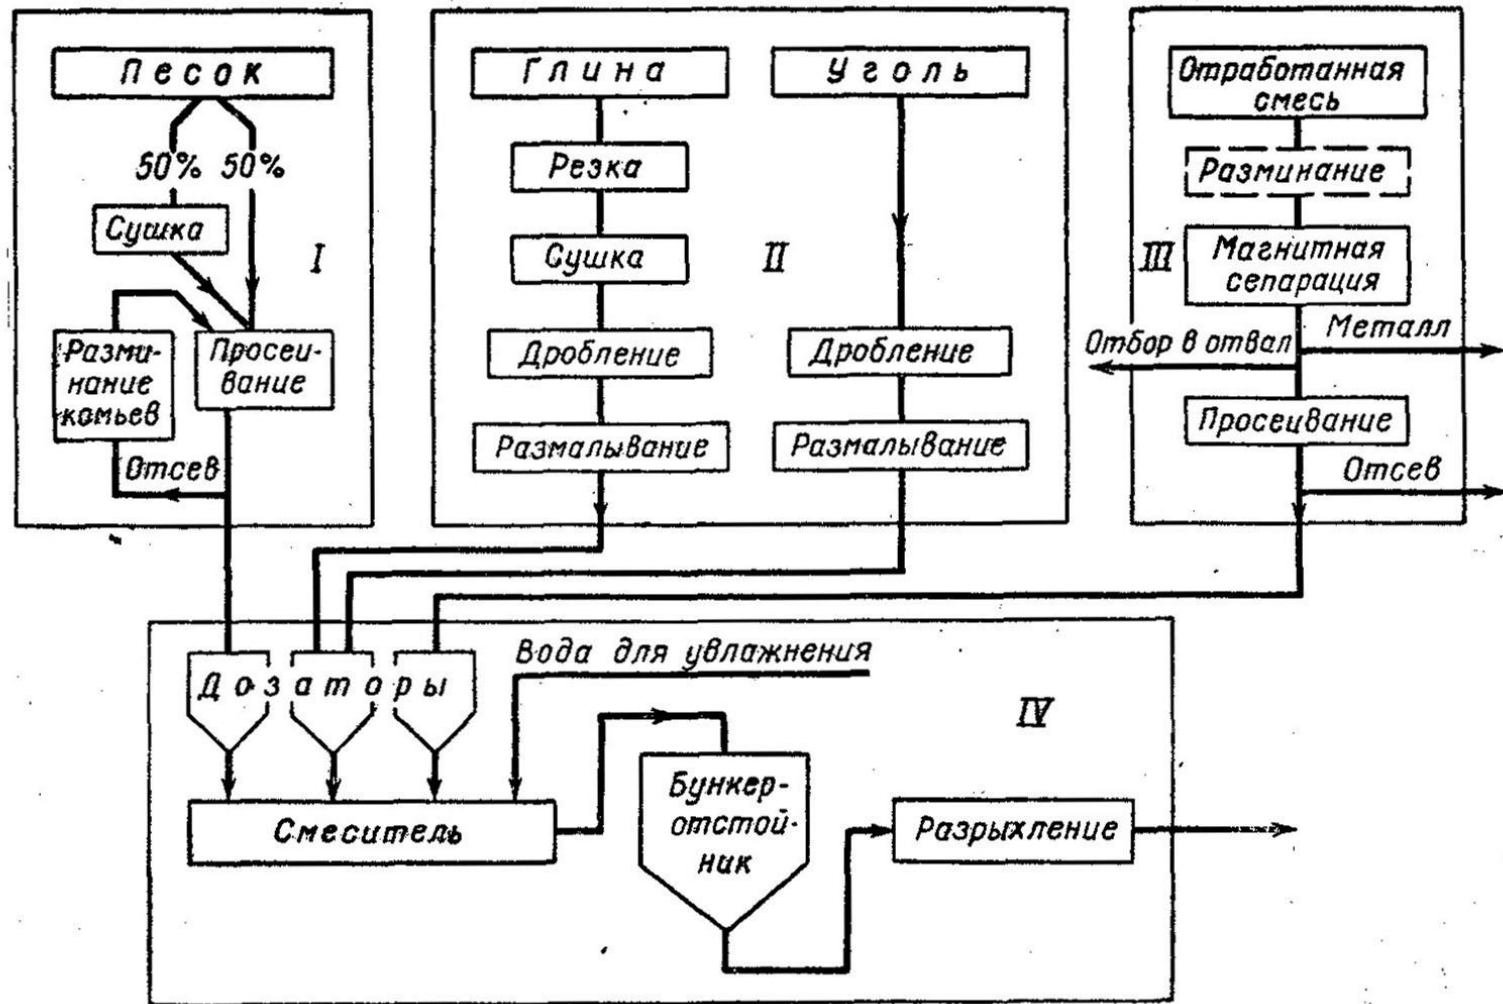 Песок
50% 50%
Сушка
I
Разми-
нание
комьев
Просеи-
вание
Отсев
Глина
Резка
Сушка
Дробление
Размалывание
Уголь
Дробление
Размалывание
II
Отработанная
смесь
Разминание
Магнитная
сепарация
III
Металл
Отбор в отвал
Просеивание
Отсев
Дозаторы
Вода для увлажнения
IV
Смеситель
Бункер-
отстой-
ник
Разрыхление